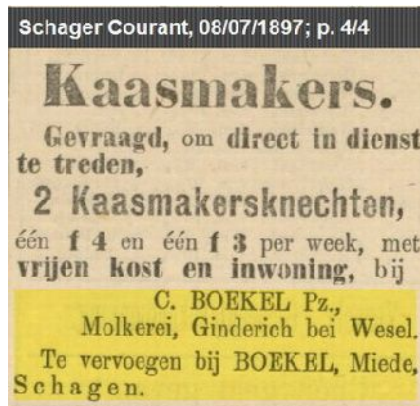 Schager Courant, 08/07/1897; p. 4/4
Kaasmakers.
Gevraagd, om direct in dienst
te treden,
2 Kaasmakersknechten,
één f 4 en één f 3 per week, met
vrijen kost en inwoning, bij
C. BOEKEL Pz.,
Molkerei, Ginderich bei Wesel.
Te vervoegen bij BOEKEL, Miede,
Schagen.